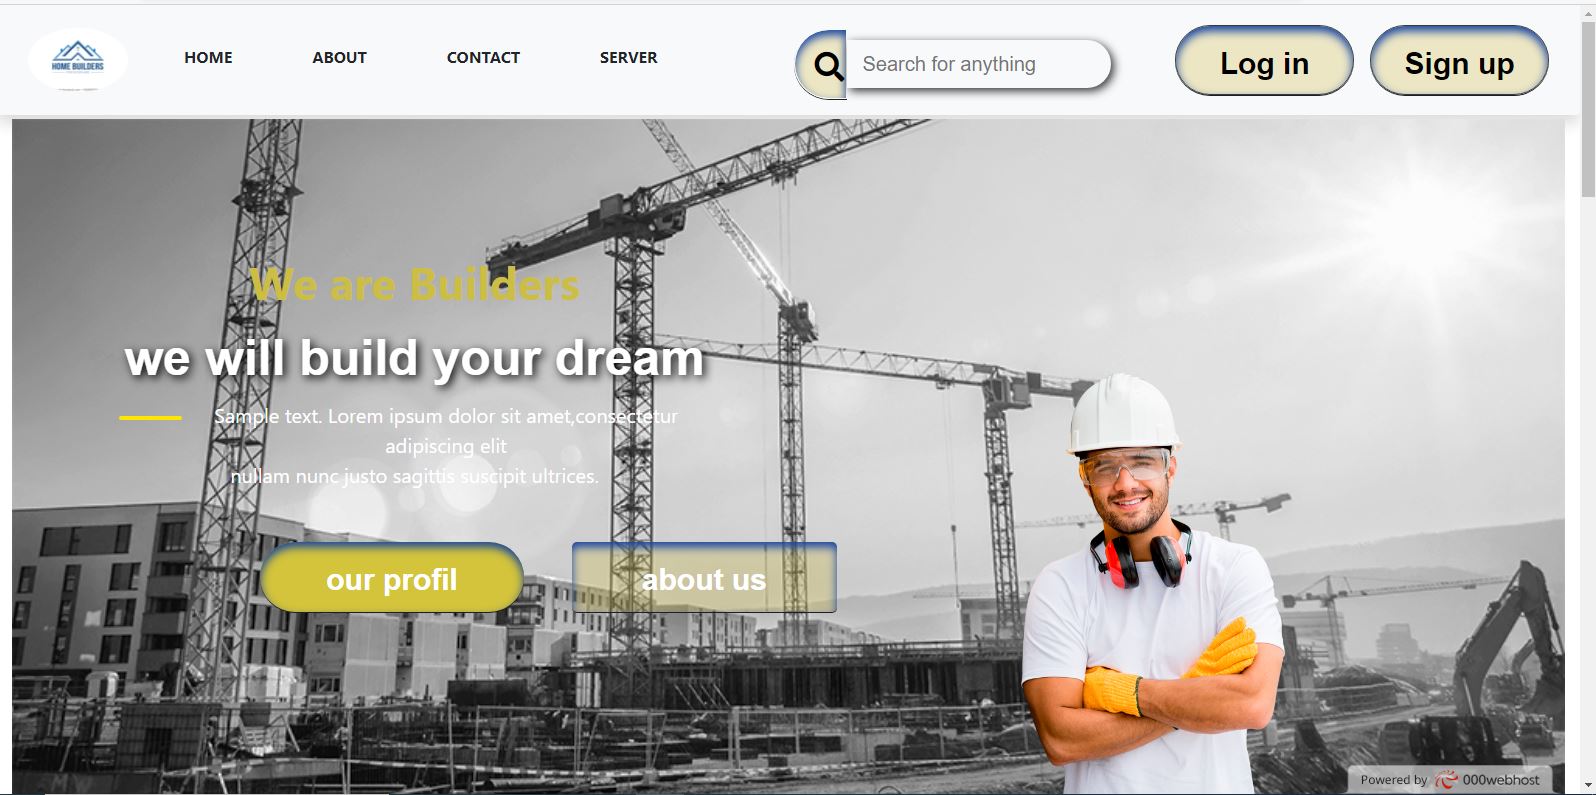 HOME BUILDERS
HOME
ABOUT
CONTACT
SERVER
Search for anything
Log in
Sign up
We are Builders
we will build your dream
Sample text. Lorem ipsum dolor sit amet,consectetur
adipiscing elit
nullam nunc justo sagittis suscipit ultrices.
our profil
about us
Powered by 000webhost